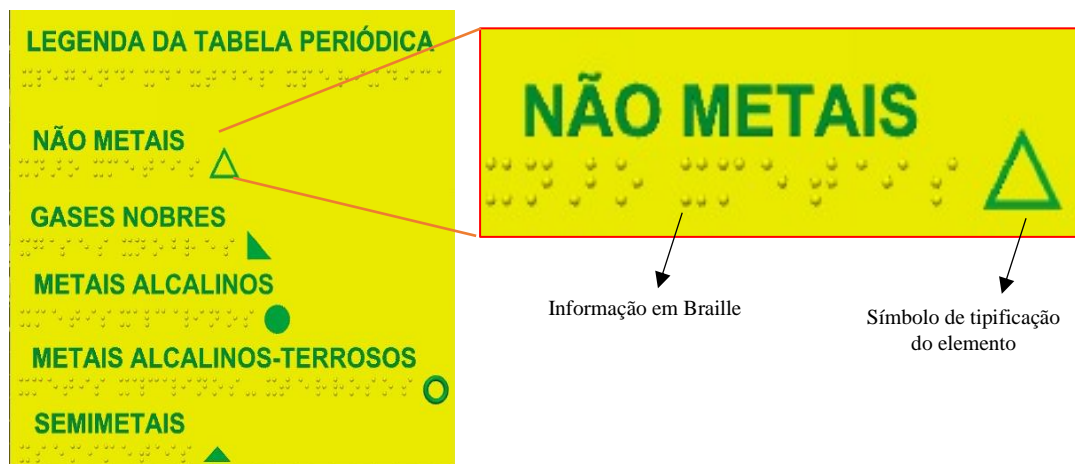 LEGENDA DA TABELA PERIÓDICA
NÃO METAIS
GASES NOBRES
METAIS ALCALINOS
METAIS ALCALINOS-TERROSOS
SEMIMETAIS
NÃO METAIS
Informação em Braille
Símbolo de tipificação
do elemento